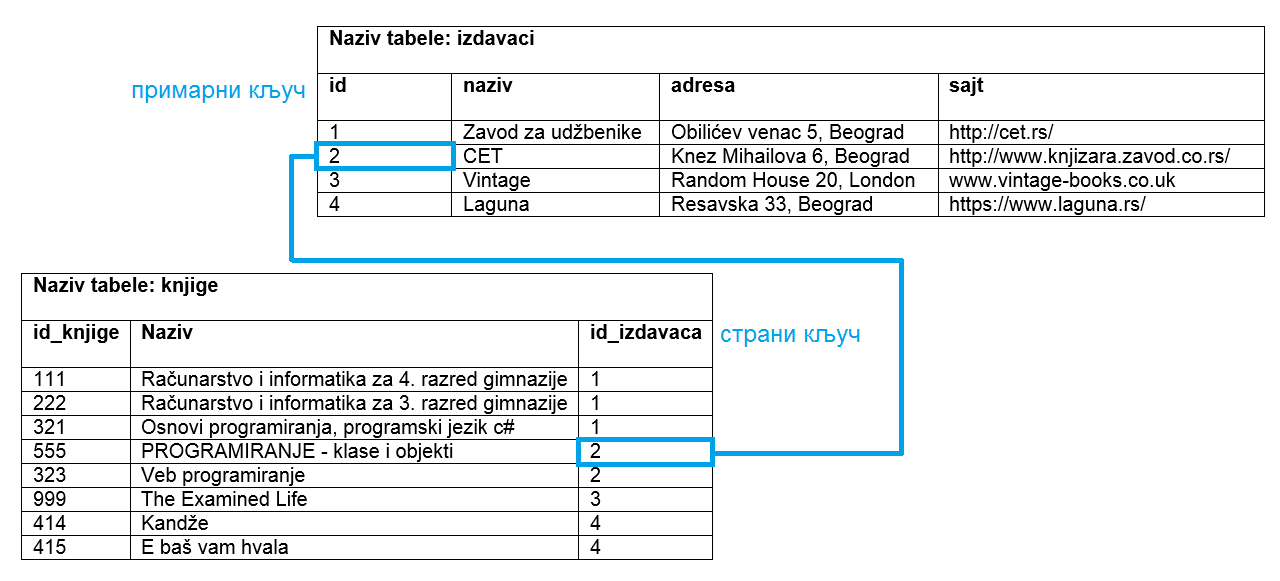 Naziv tabele: izdavaci
примарни кључ
id naziv adresa sajt
1 Zavod za udžbenike Obilićev venac 5, Beograd http://cet.rs/
2 CET Knez Mihailova 6, Beograd http://www.knjizara.zavod.co.rs/
3 Vintage Random House 20, London www.vintage-books.co.uk
4 Laguna Resavska 33, Beograd https://www.laguna.rs/
Naziv tabele: knjige
id_knjige Naziv id_izdavaca
страни кључ
111 Računarstvo i informatika za 4. razred gimnazije 1
222 Računarstvo i informatika za 3. razred gimnazije 1
321 Osnovi programiranja, programski jezik c# 1
555 PROGRAMIRANJE - klase i objekti 2
323 Veb programiranje 2
999 The Examined Life 3
414 Kandže 4
415 E baš vam hvala 4